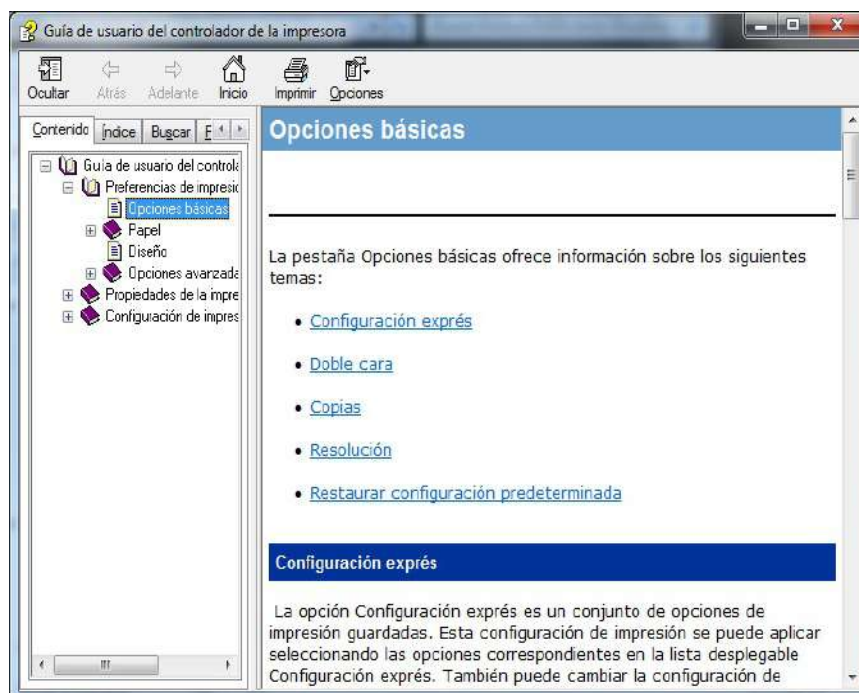 Guía de usuario del controlador de la impresora
Ocultar Atrás Adelante Inicio Imprimir Opciones
Contenido Índice Buscar F
Guía de usuario del controla
Preferencias de impresió
Opciones básicas
Papel
Diseño
Opciones avanzada
Propiedades de la impre
Configuración de impres
Opciones básicas
La pestaña Opciones básicas ofrece información sobre los siguientes
temas:
• Configuración exprés
• Doble cara
• Copias
• Resolución
• Restaurar configuración predeterminada
Configuración exprés
La opción Configuración exprés es un conjunto de opciones de
impresión guardadas. Esta configuración de impresión se puede aplicar
seleccionando las opciones correspondientes en la lista desplegable
Configuración exprés. También puede cambiar la configuración de